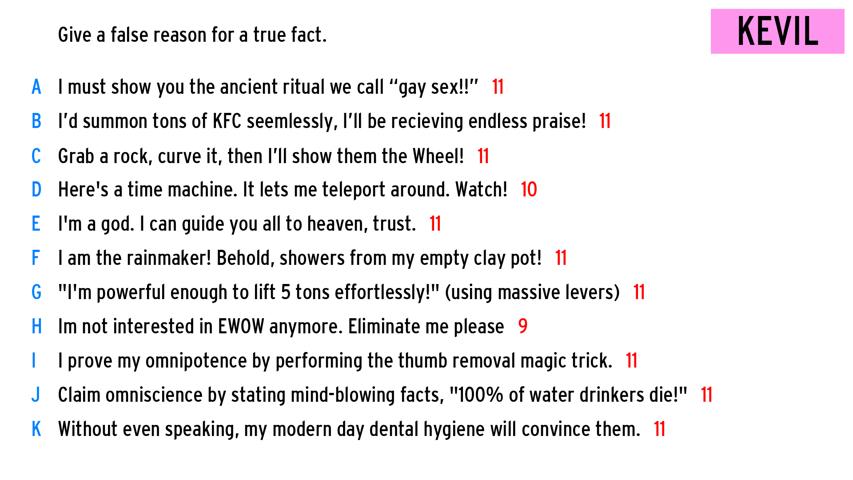 Give a false reason for a true fact.
KEVIL
A I must show you the ancient ritual we call “gay sex!!” 11
B I’d summon tons of KFC seemlessly, I’ll be recieving endless praise! 11
C Grab a rock, curve it, then I’ll show them the Wheel! 11
D Here's a time machine. It lets me teleport around. Watch! 10
E I'm a god. I can guide you all to heaven, trust. 11
F I am the rainmaker! Behold, showers from my empty clay pot! 11
G "I'm powerful enough to lift 5 tons effortlessly!" (using massive levers) 11
H Im not interested in EWOW anymore. Eliminate me please 9
I I prove my omnipotence by performing the thumb removal magic trick. 11
J Claim omniscience by stating mind-blowing facts, "100% of water drinkers die!" 11
K Without even speaking, my modern day dental hygiene will convince them. 11